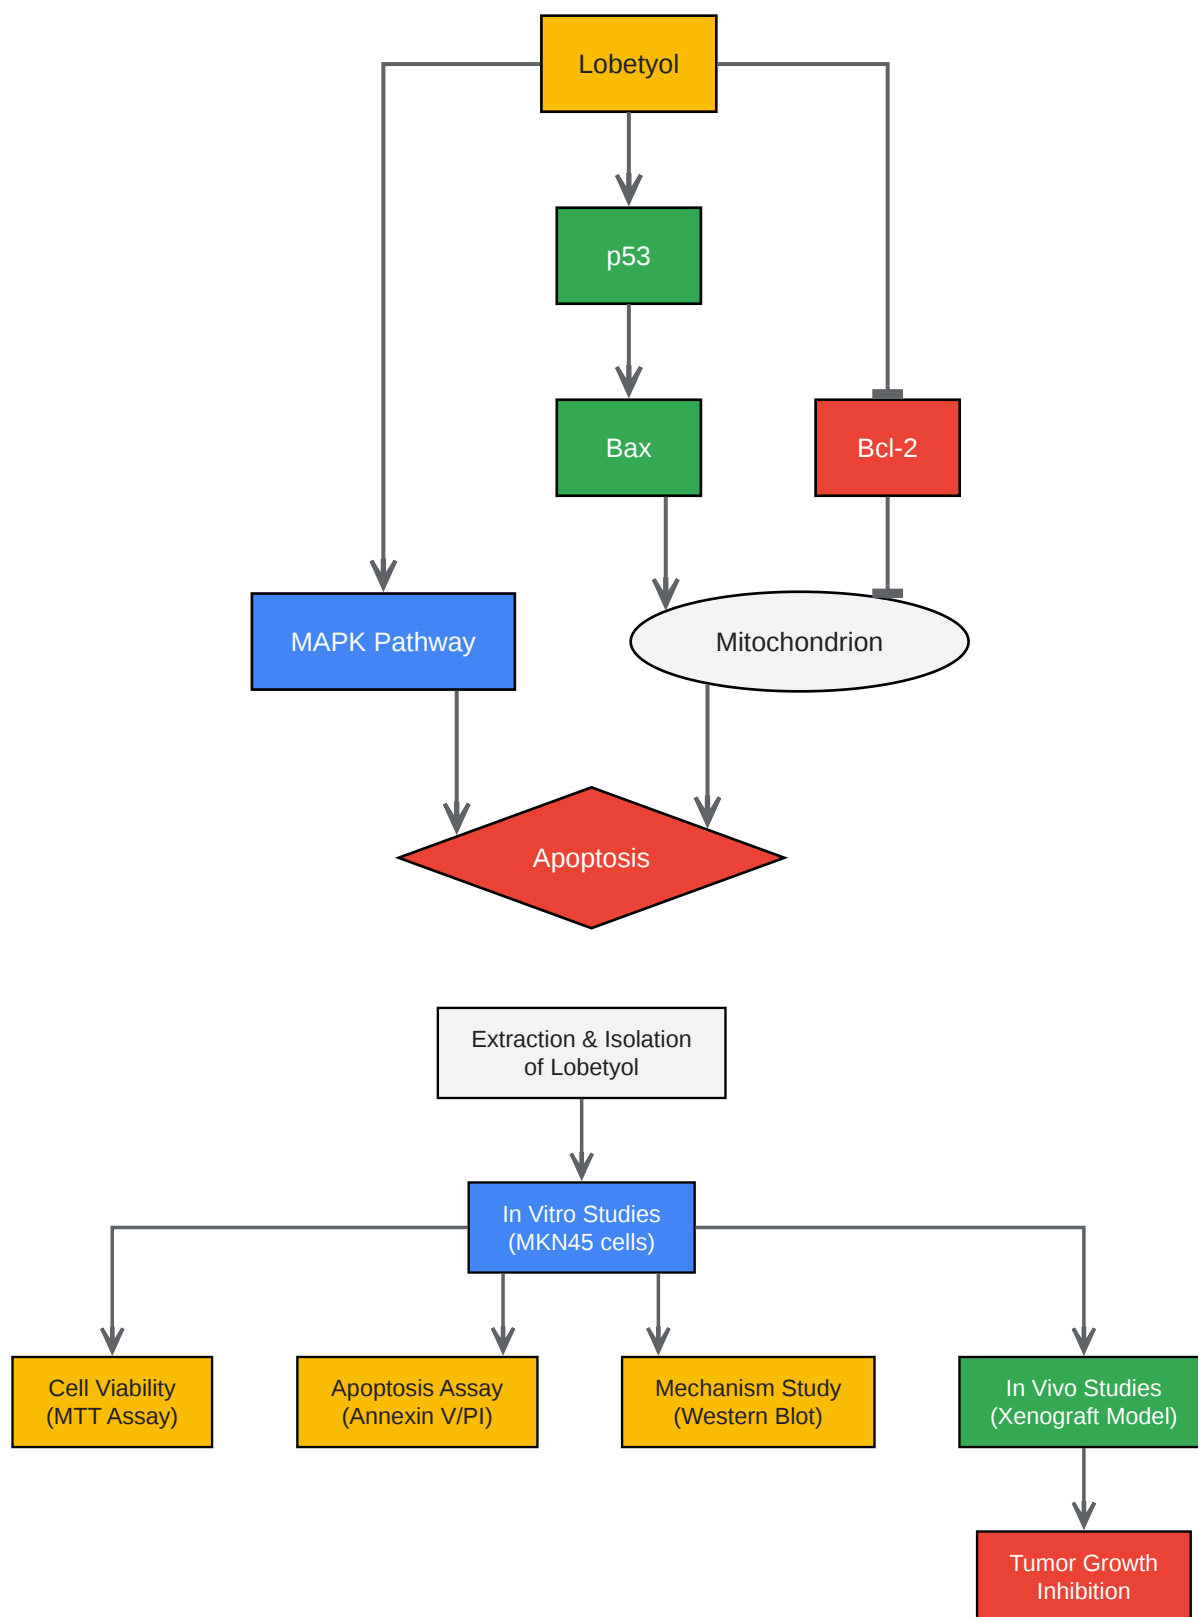 Lobetyol
p53
Bax
Bcl-2
MAPK Pathway
Mitochondrion
Apoptosis
Extraction & Isolation
of Lobetyol
In Vitro Studies
(MKN45 cells)
Cell Viability
(MTT Assay)
Apoptosis Assay
(Annexin V/PI)
Mechanism Study
(Western Blot)
In Vivo Studies
(Xenograft Model)
Tumor Growth
Inhibition